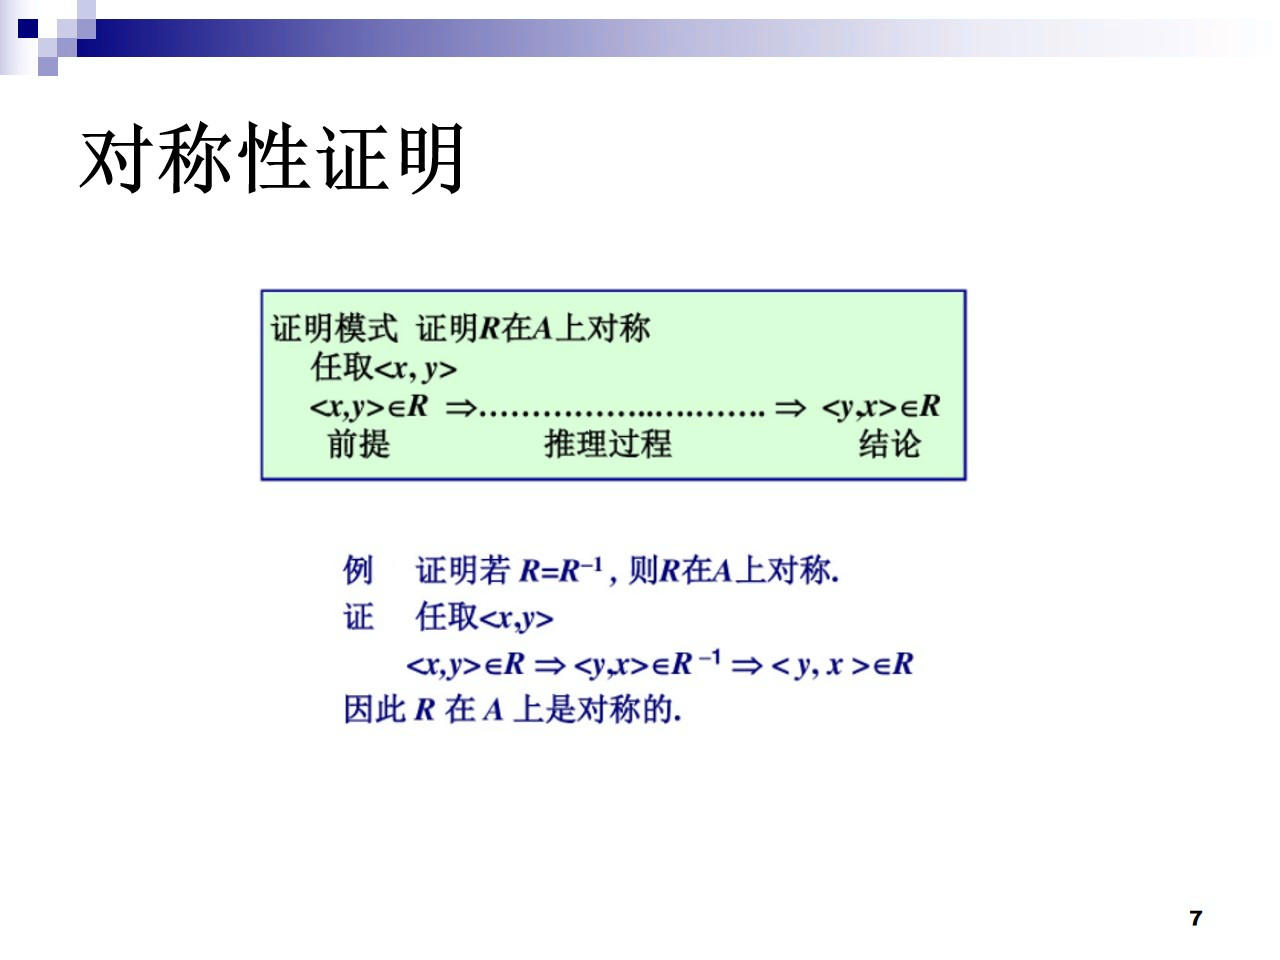 对称性证明
证明模式 证明R在A上对称
任取<x, y>
<x,y>∈R ⇒………………..….……. ⇒ <y,x>∈R
前提 推理过程 结论
例 证明若 R=R⁻¹ , 则R在A上对称.
证 任取<x,y>
<x,y>∈R ⇒ <y,x>∈R ⁻¹ ⇒ < y, x >∈R
因此 R 在 A 上是对称的.
7